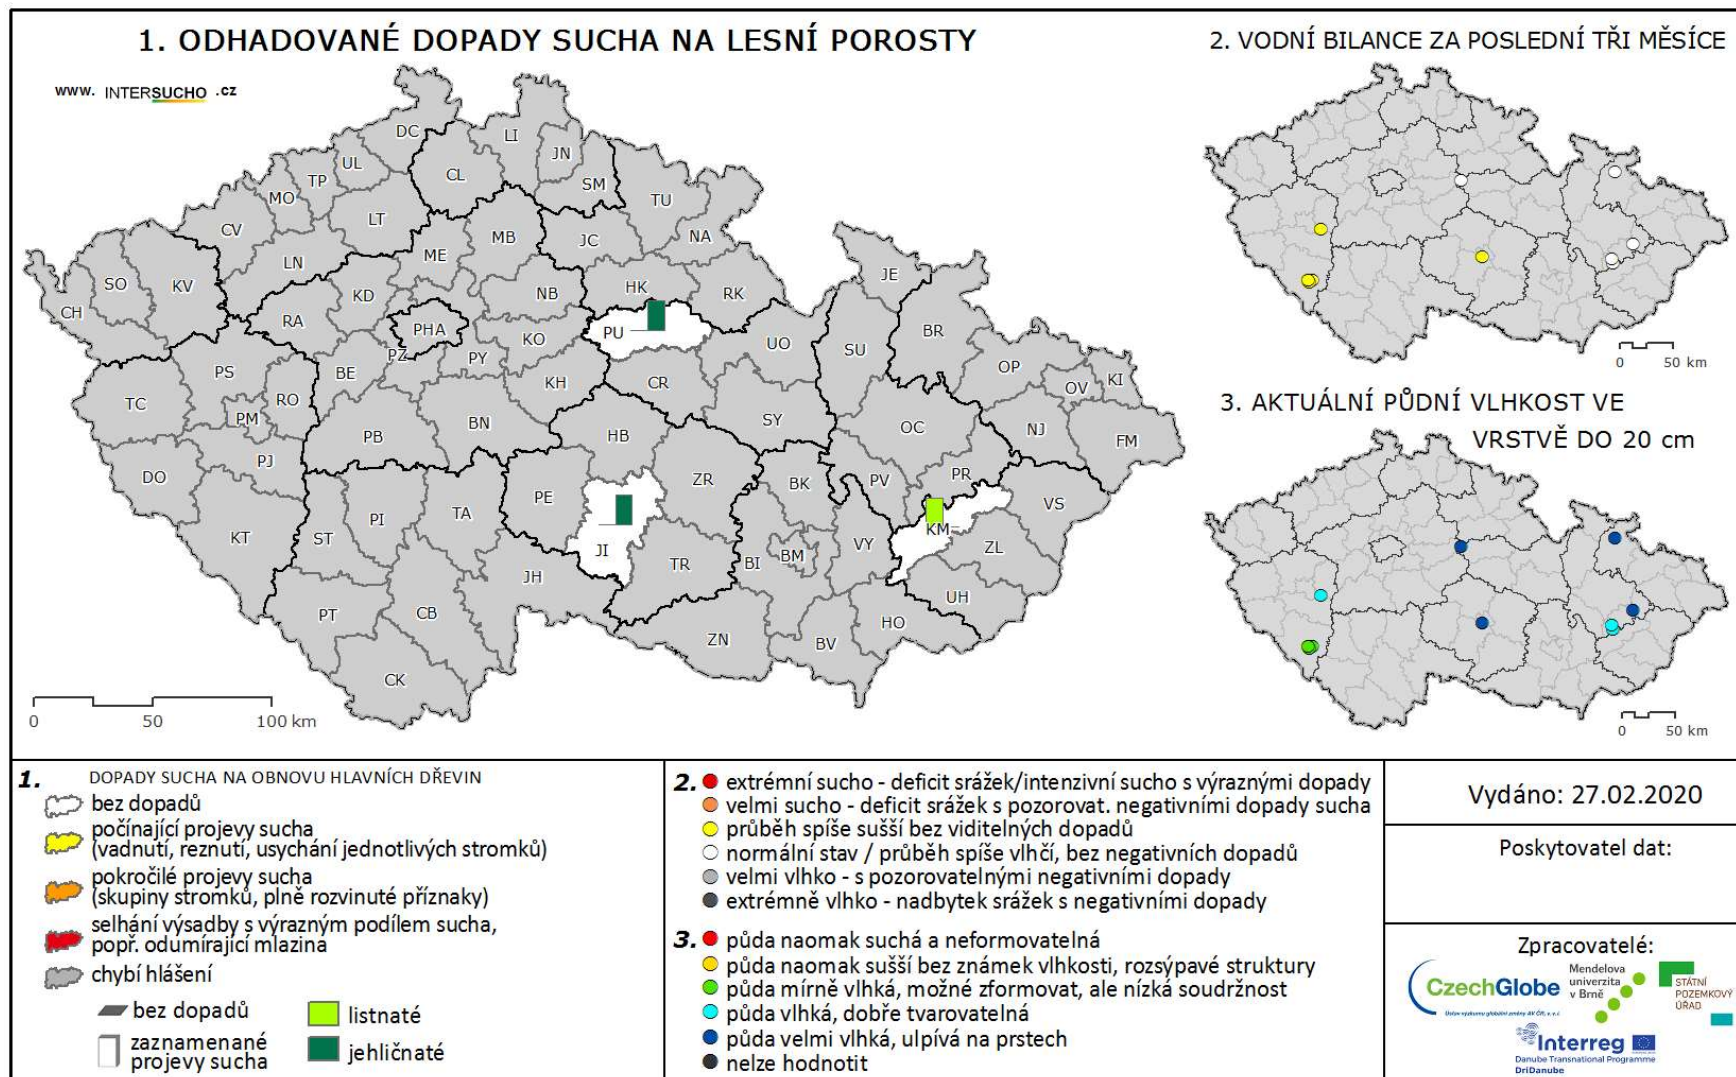 1. ODHADOVANÉ DOPADY SUCHA NA LESNÍ POROSTY
www. INTERSUCHO .cz
DC
LI
JN
UL
CL
SM
TP
MO
TU
LT
CV
MB
JC
NA
ME
LN
SO
KV
KD
NB
HK
RK
JE
CH
RA
PHA
PU
BR
KO
UO
SU
PZ
PY
PS
BE
OP
KI
OV
KH
CR
TC
RO
PM
BN
SY
OC
NJ
FM
PB
HB
PJ
DO
ZR
PR
PV
BK
VS
PE
PI
TA
KT
ST
KM
JI
VY
ZL
BM
BI
TR
JH
UH
PT
CB
HO
ZN
BV
CK
0 50 100 km
2. VODNÍ BILANCE ZA POSLEDNÍ TŘI MĚSÍCE
0 50 km
3. AKTUÁLNÍ PŮDNÍ VLHKOST VE
VRSTVĚ DO 20 cm
0 50 km
1. DOPADY SUCHA NA OBNOVU HLAVNÍCH DŘEVIN
bez dopadů
počínající projevy sucha
(vadnutí, reznutí, usychání jednotlivých stromků)
pokročilé projevy sucha
(skupiny stromků, plně rozvinuté příznaky)
selhání výsadby s výrazným podílem sucha,
popř. odumírající mlazina
chybí hlášení
bez dopadů
listnaté
zaznamenané
projevy sucha
jehličnaté
2. extrémní sucho - deficit srážek/intenzivní sucho s výraznými dopady
velmi sucho - deficit srážek s pozorovat. negativními dopady sucha
průběh spíše sušší bez viditelných dopadů
normální stav / průběh spíše vlhčí, bez negativních dopadů
velmi vlhko - s pozorovatelnými negativními dopady
extrémně vlhko - nadbytek srážek s negativními dopady
3. půda naomak suchá a neformovatelná
půda naomak sušší bez známek vlhkosti, rozsýpavé struktury
půda mírně vlhká, možné zformovat, ale nízká soudržnost
půda vlhká, dobře tvarovatelná
půda velmi vlhká, ulpívá na prstech
nelze hodnotit
Vydáno: 27.02.2020
Poskytovatel dat:
Zpracovatelé:
CzechGlobe
Ústav výzkumu globální změny AV ČR, v. v. i.
Mendelova
univerzita
v Brně
STÁTNÍ
POZEMKOVÝ
ÚŘAD
Interreg
Danube Transnational Programme
DriDanube